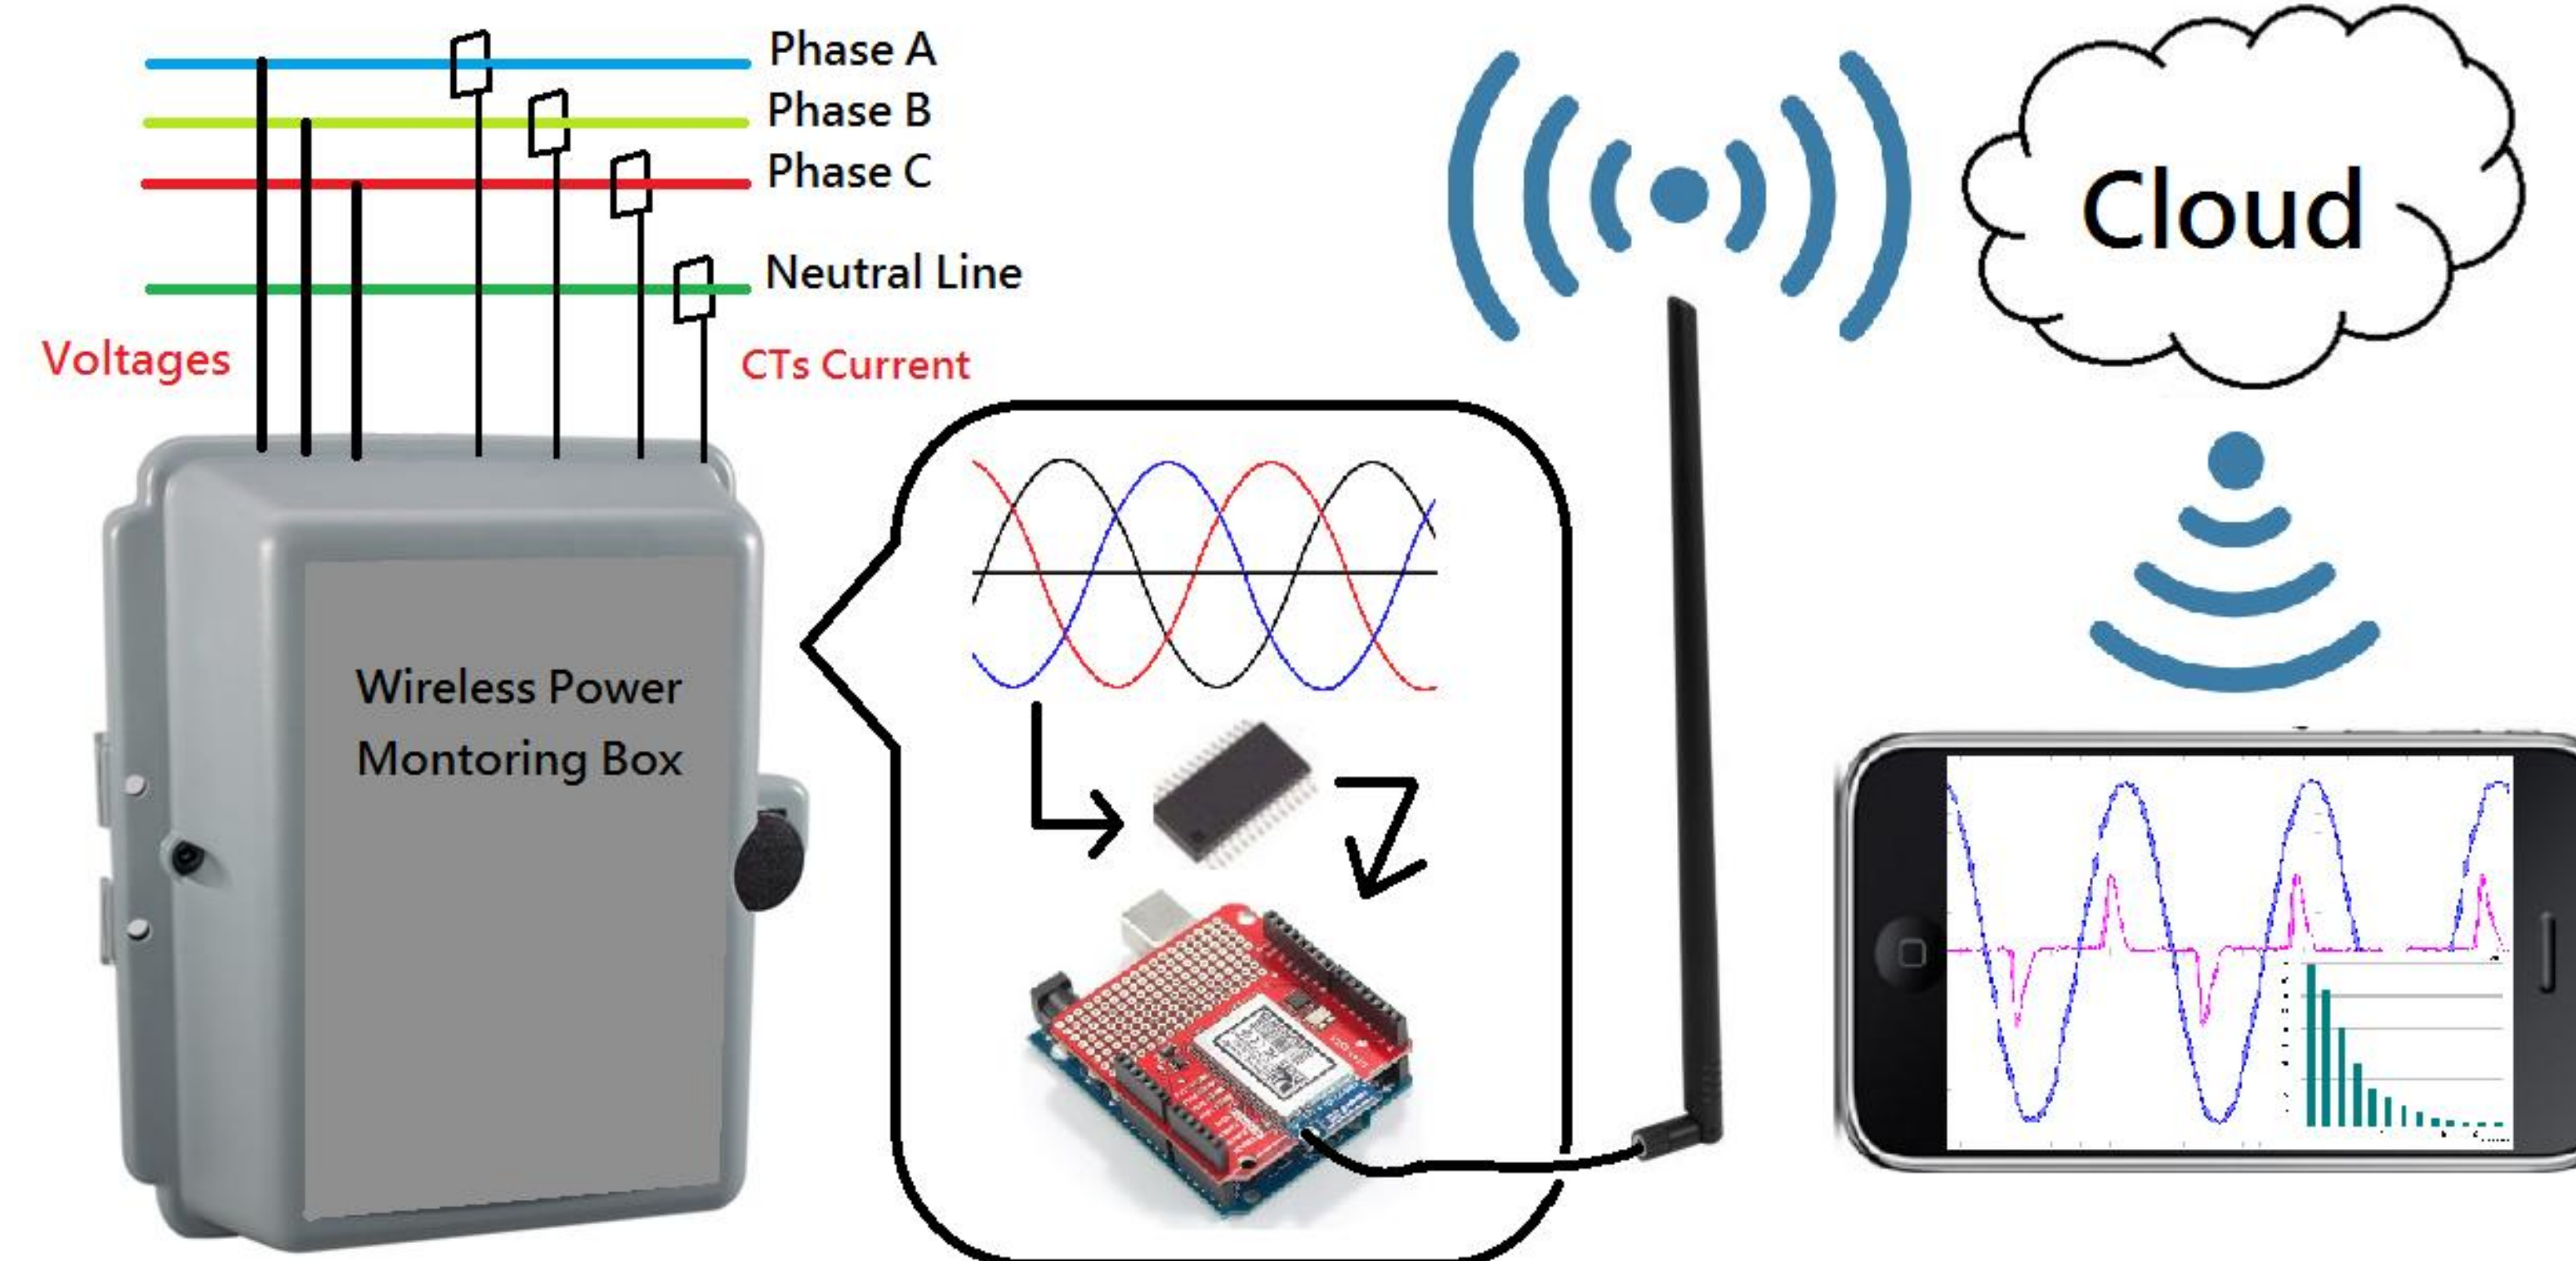 Phase A
Phase B
Phase C
Neutral Line
Voltages
CTs Current
Wireless Power
Montoring Box
Cloud